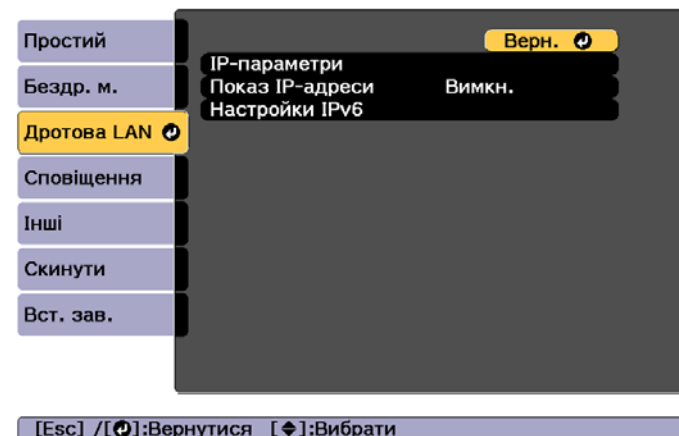 Простий
Бездр. м.
Дротова LAN
Сповіщення
Інші
Скинути
Вст. зав.
Верн.
IP-параметри
Показ IP-адреси Вимкн.
Настройки IPv6
[Esc] /[]:Вернутися []:Вибрати